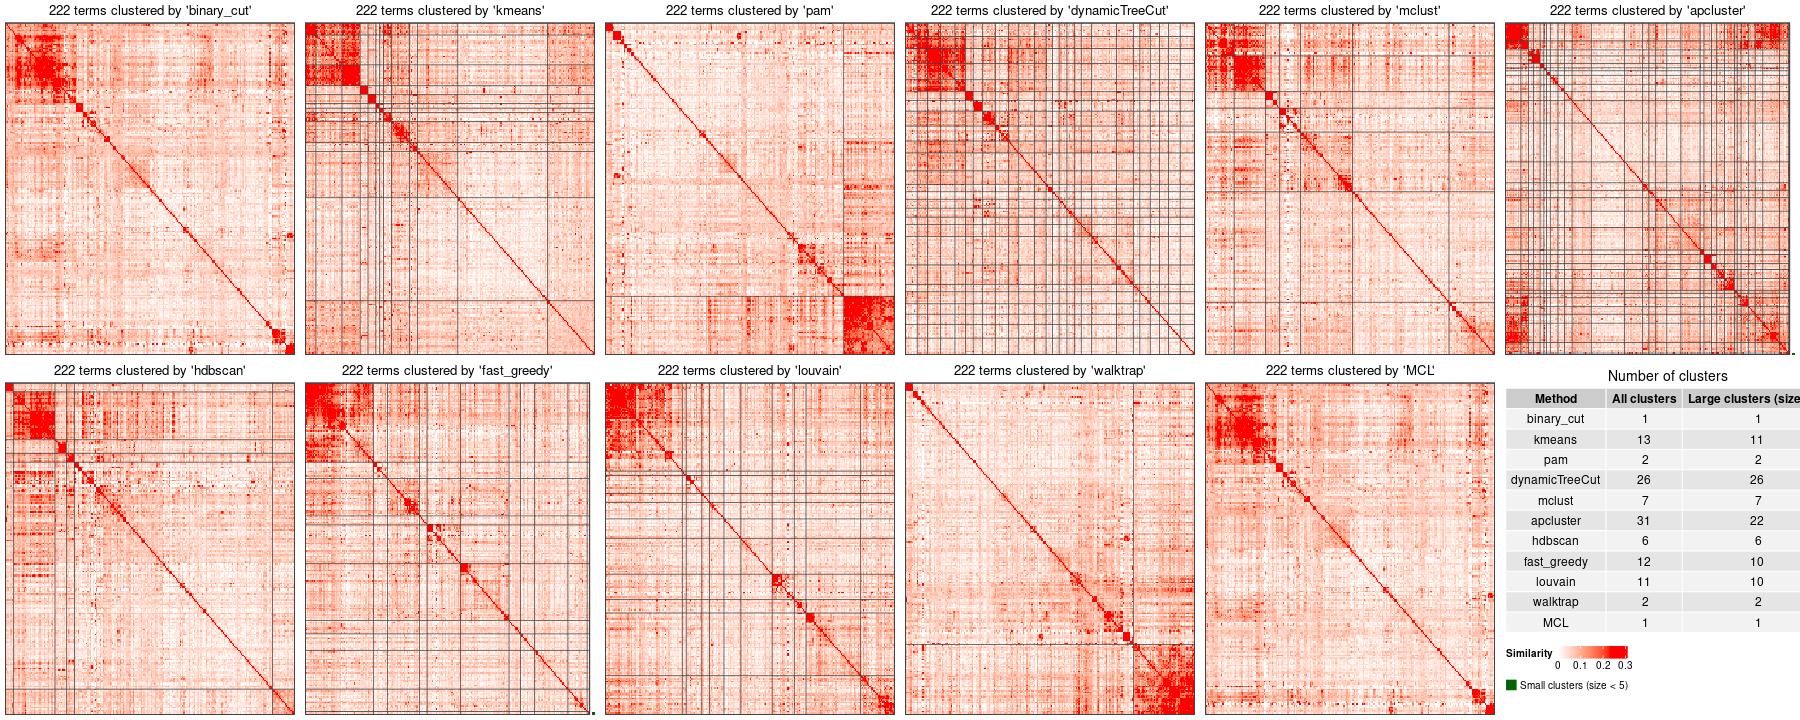 222 terms clustered by 'binary_cut'
222 terms clustered by 'kmeans'
222 terms clustered by 'pam'
222 terms clustered by 'dynamicTreeCut'
222 terms clustered by 'mclust'
222 terms clustered by 'apcluster'
222 terms clustered by 'hdbscan'
222 terms clustered by 'fast_greedy'
222 terms clustered by 'louvain'
222 terms clustered by 'walktrap'
222 terms clustered by 'MCL'
Number of clusters
Method All clusters Large clusters (size
binary_cut 1 1
kmeans 13 11
pam 2 2
dynamicTreeCut 26 26
mclust 7 7
apcluster 31 22
hdbscan 6 6
fast_greedy 12 10
louvain 11 10
walktrap 2 2
MCL 1 1
Similarity
0 0.1 0.2 0.3
Small clusters (size < 5)